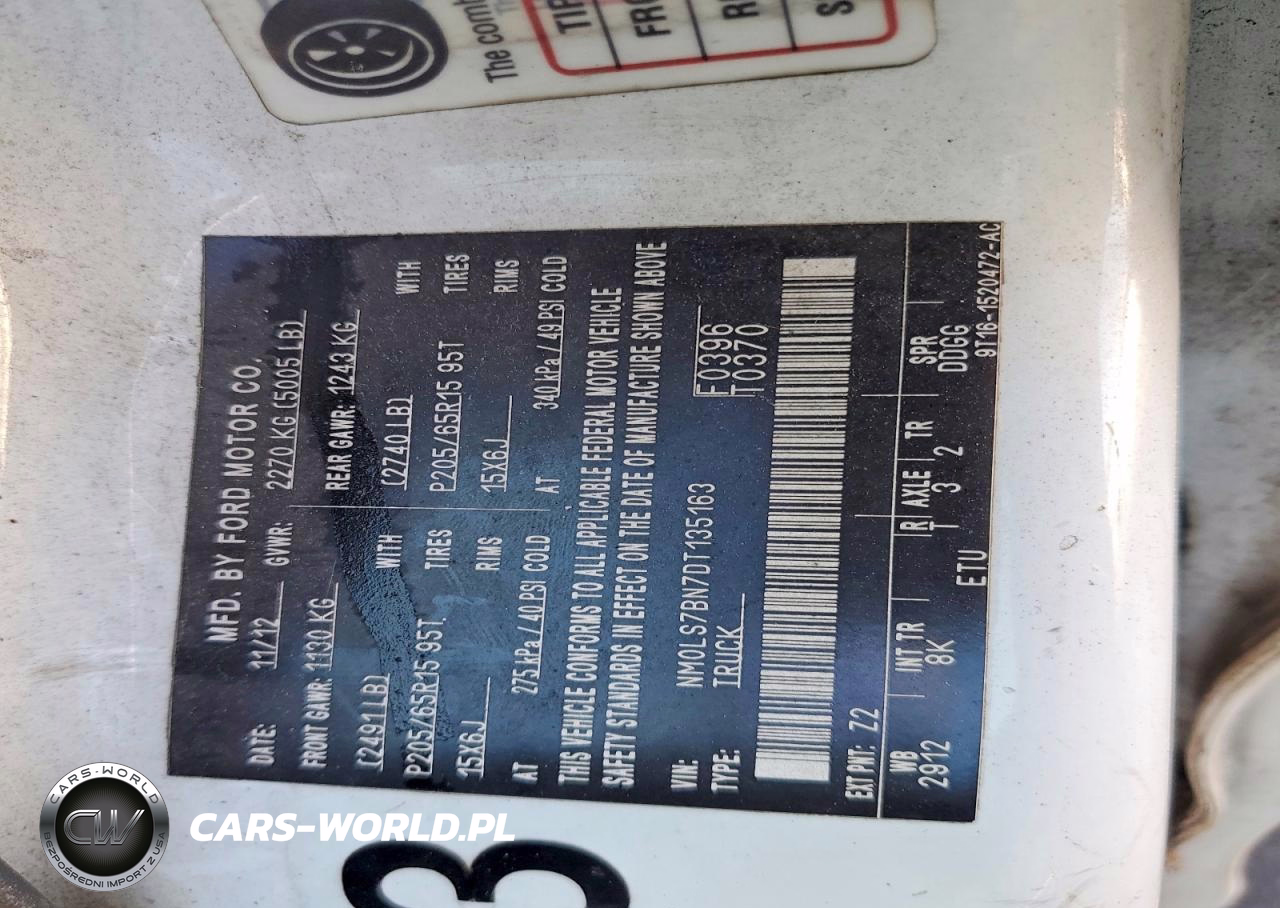 The comb
TIR
FRO
R
S
MFD. BY FORD MOTOR CO.
DATE: 11/12 GVWR: 2270 KG (5005 LB)
FRONT GAWR: 1130 KG REAR GAWR: 1243 KG
(2491LB) WITH (2740 LB) WITH
P205/65R15 95T TIRES P205/65R15 95T TIRES
15X6J RIMS 15X6J RIMS
AT 275 kPa / 40 PSI COLD AT 340 kPa / 49 PSI COLD
THIS VEHICLE CONFORMS TO ALL APPLICABLE FEDERAL MOTOR VEHICLE
SAFETY STANDARDS IN EFFECT ON THE DATE OF MANUFACTURE SHOWN ABOVE
VIN: NM0LS7BN7DT135163 F0396
TYPE: TRUCK T0370
EXT PNT: Z2
WB INT TR R AXLE TR SPR
2912 8K T 3 2 DDGG
ETU 9T16-1520472-AC
3
CARS-WORLD
CW
BEZPOŚREDNI IMPORT Z USA
CARS-WORLD.PL